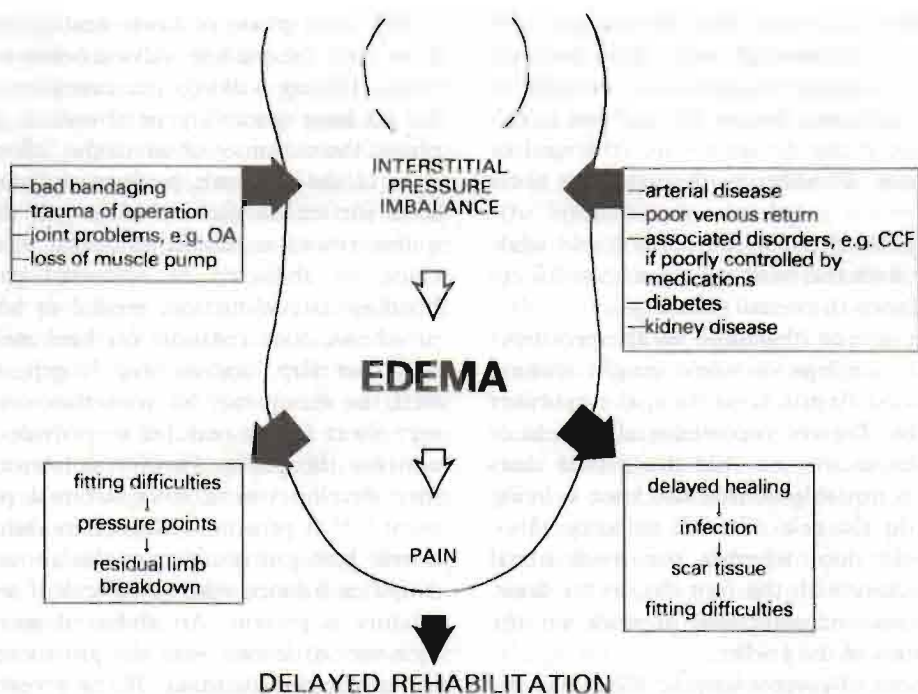 INTERSTITIAL
PRESSURE
IMBALANCE
—bad bandaging
—trauma of operation
—joint problems, e.g. OA
—loss of muscle pump
—arterial disease
—poor venous return
—associated disorders, e.g. CCF
if poorly controlled by
medications
—diabetes
—kidney disease
EDEMA
fitting difficulties
↓
pressure points
residual limb
breakdown
PAIN
delayed healing
↓
infection
↓
scar tissue
↓
fitting difficulties
DELAYED REHABILITATION